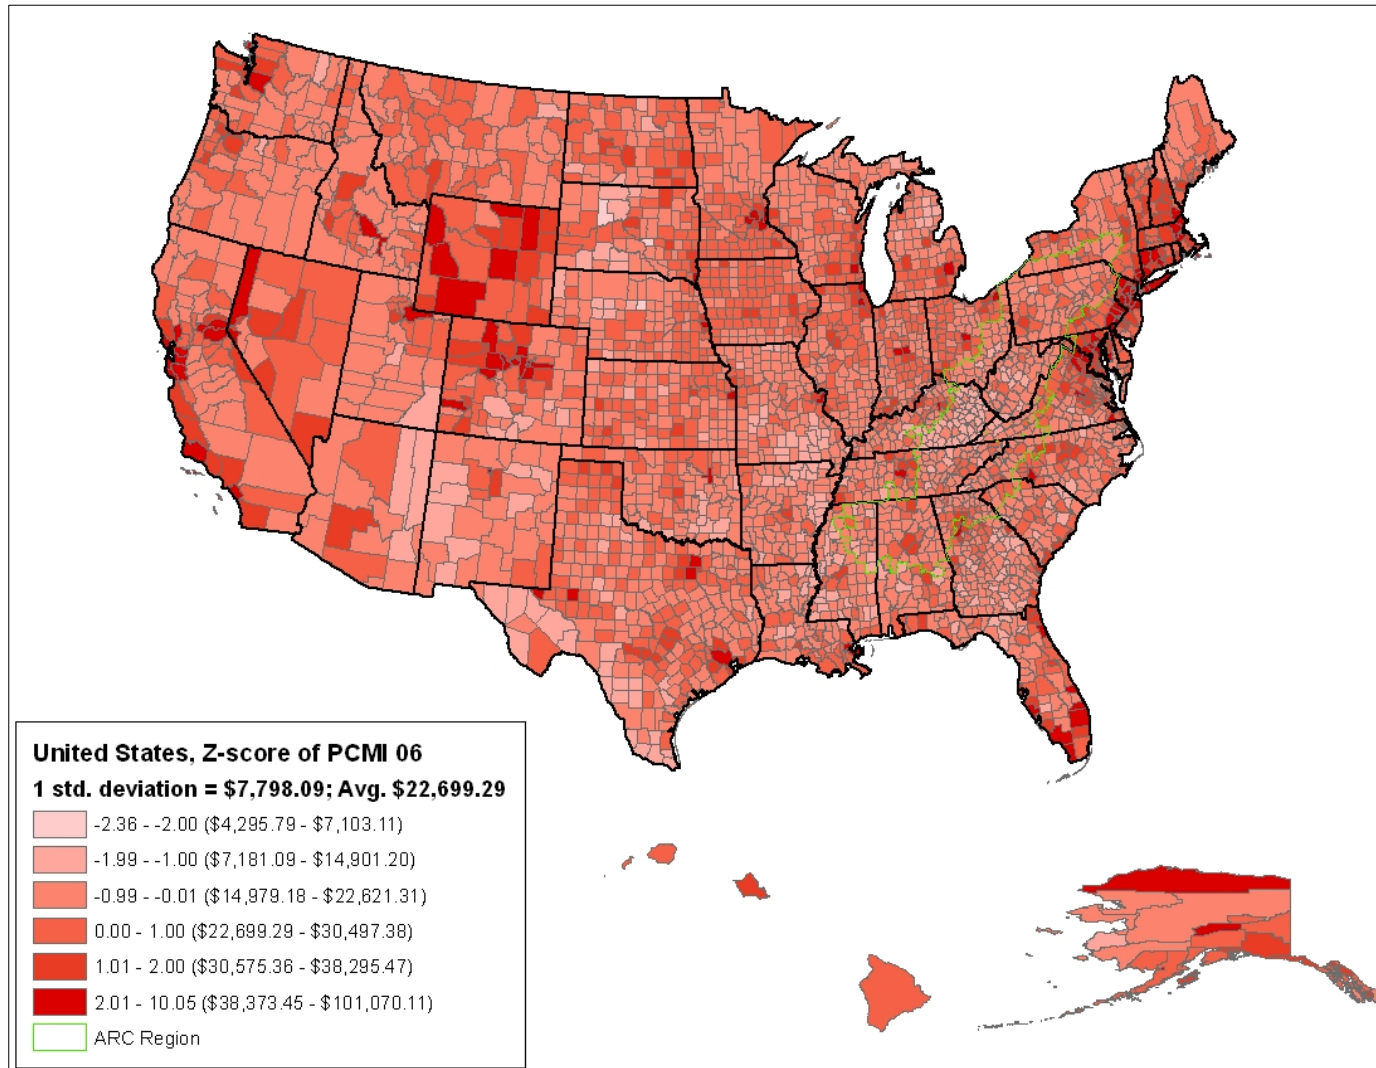 United States, Z-score of PCMI 06
1 std. deviation = $7,798.09; Avg. $22,699.29
-2.36 - -2.00 ($4,295.79 - $7,103.11)
-1.99 - -1.00 ($7,181.09 - $14,901.20)
-0.99 - -0.01 ($14,979.18 - $22,621.31)
0.00 - 1.00 ($22,699.29 - $30,497.38)
1.01 - 2.00 ($30,575.36 - $38,295.47)
2.01 - 10.05 ($38,373.45 - $101,070.11)
ARC Region